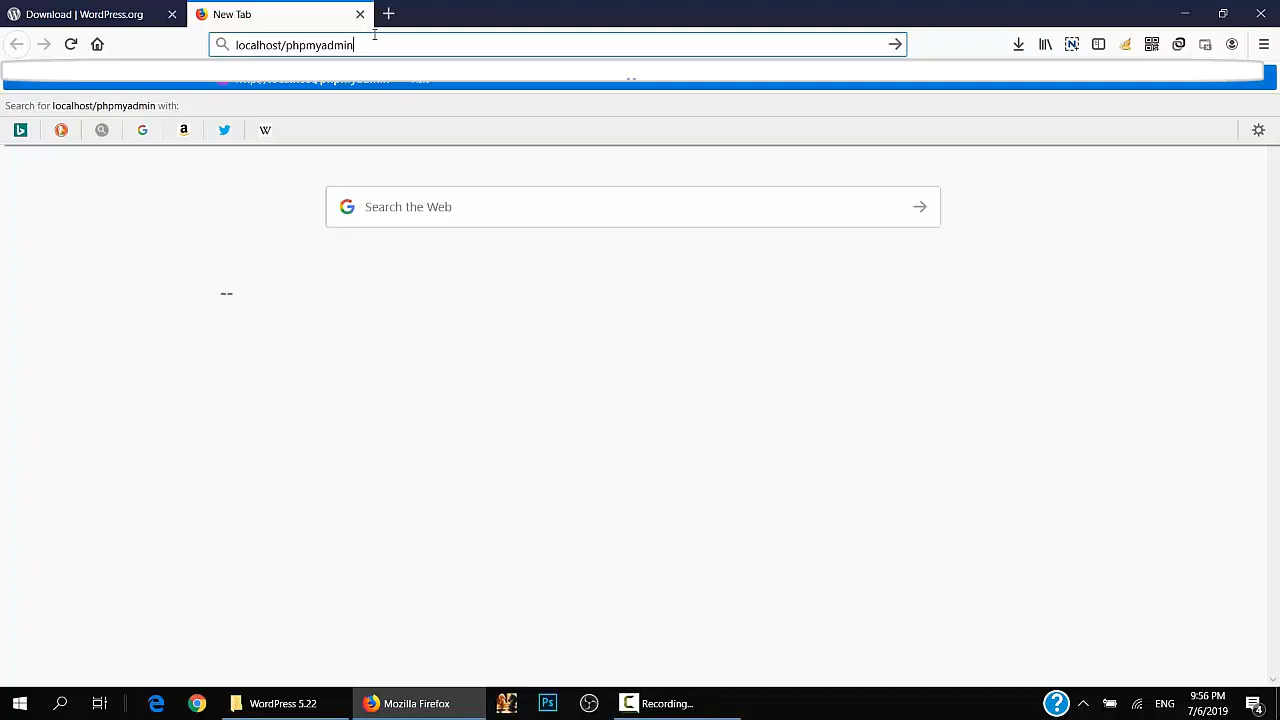 Download | WordPress.org
New Tab
localhost/phpmyadmin
Search for localhost/phpmyadmin with:
Search the Web
--
WordPress 5.22
Mozilla Firefox
Recording...
ENG
9:56 PM
7/6/2019